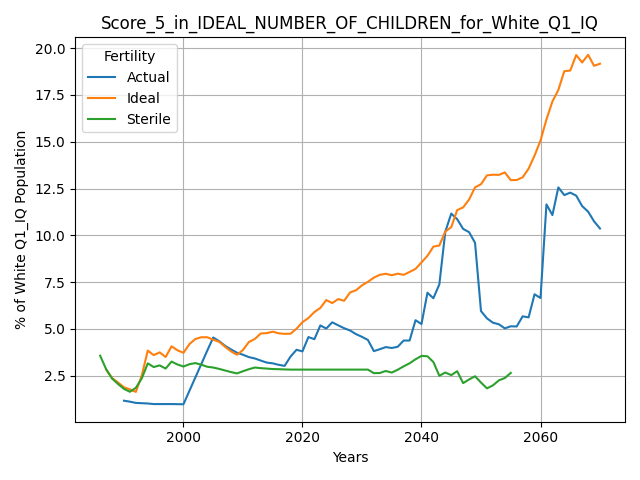 Score_5_in_IDEAL_NUMBER_OF_CHILDREN_for_White_Q1_IQ
Fertility
Actual
Ideal
Sterile
% of White Q1_IQ Population
20.0
17.5
15.0
12.5
10.0
7.5
5.0
2.5
2000
2020
2040
2060
Years